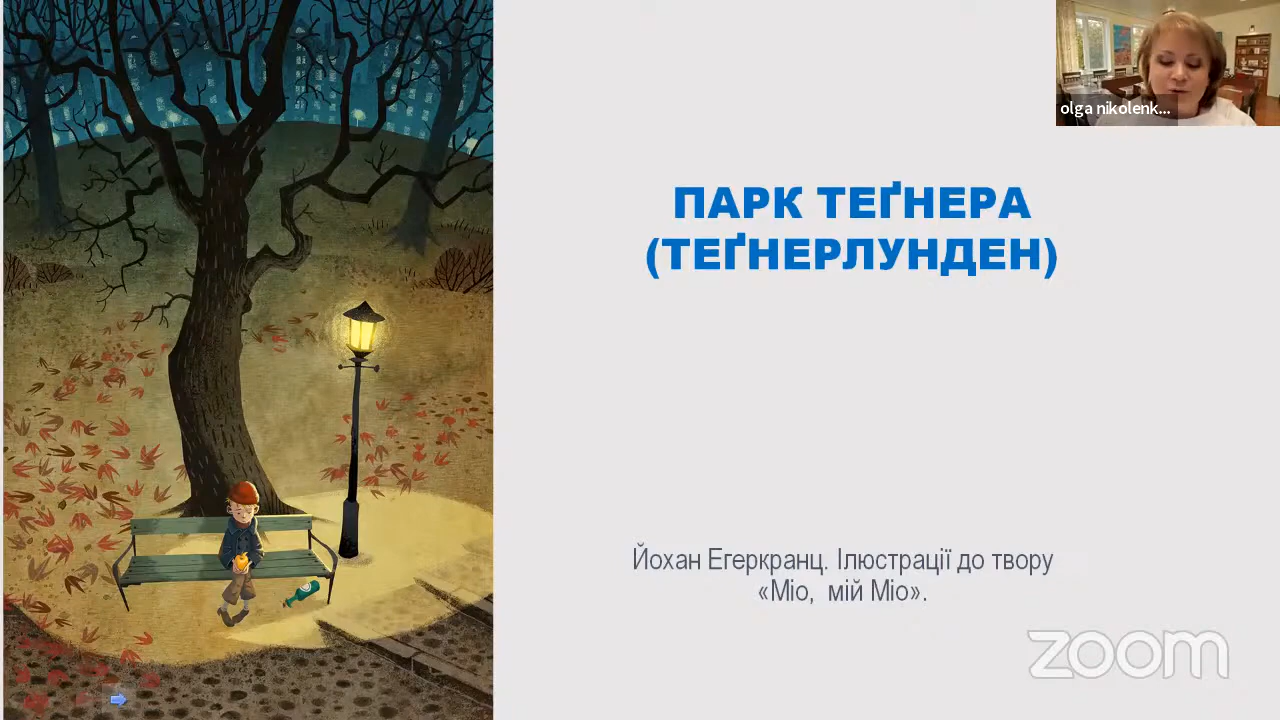 olga nikolenk...
ПАРК ТЕҐНЕРА
(ТЕҐНЕРЛУНДЕН)
Йохан Егеркранц. Ілюстрації до твору
«Міо,  мій Міо».
zoom